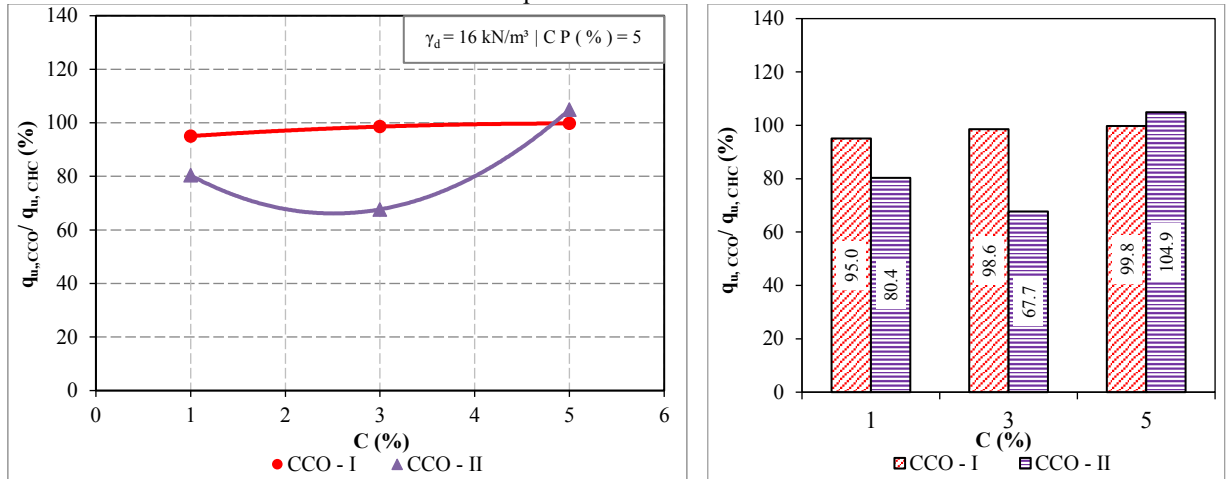 140
120
100
80
60
40
20
0
γd = 16 kN/m³ | C P ( % ) = 5
qu,,CCO/ qu, CHC (%)
0 1 2 3 4 5 6
C (%)
CCO - I CCO - II
140
120
100
80
60
40
20
0
qu, CCO/ qu, CHC (%)
95.0 80.4 98.6 67.7 99.8 104.9
1 3 5
C (%)
CCO - I CCO - II